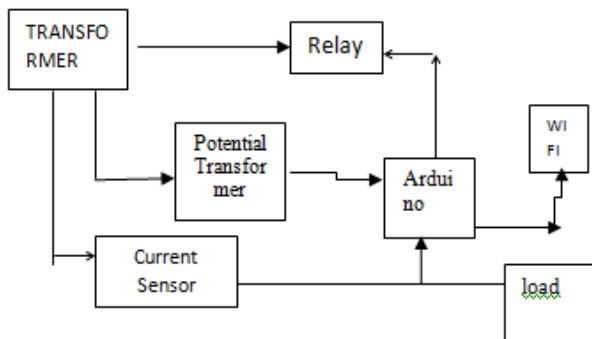 TRANSFO
RMER
Relay
Potential
Transfor
mer
WI
FI
Ardui
no
Current
Sensor
load